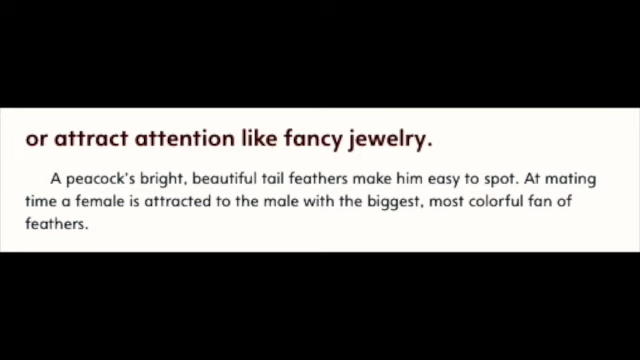 or attract attention like fancy jewelry.
A peacock's bright, beautiful tail feathers make him easy to spot. At mating
time a female is attracted to the male with the biggest, most colorful fan of
feathers.